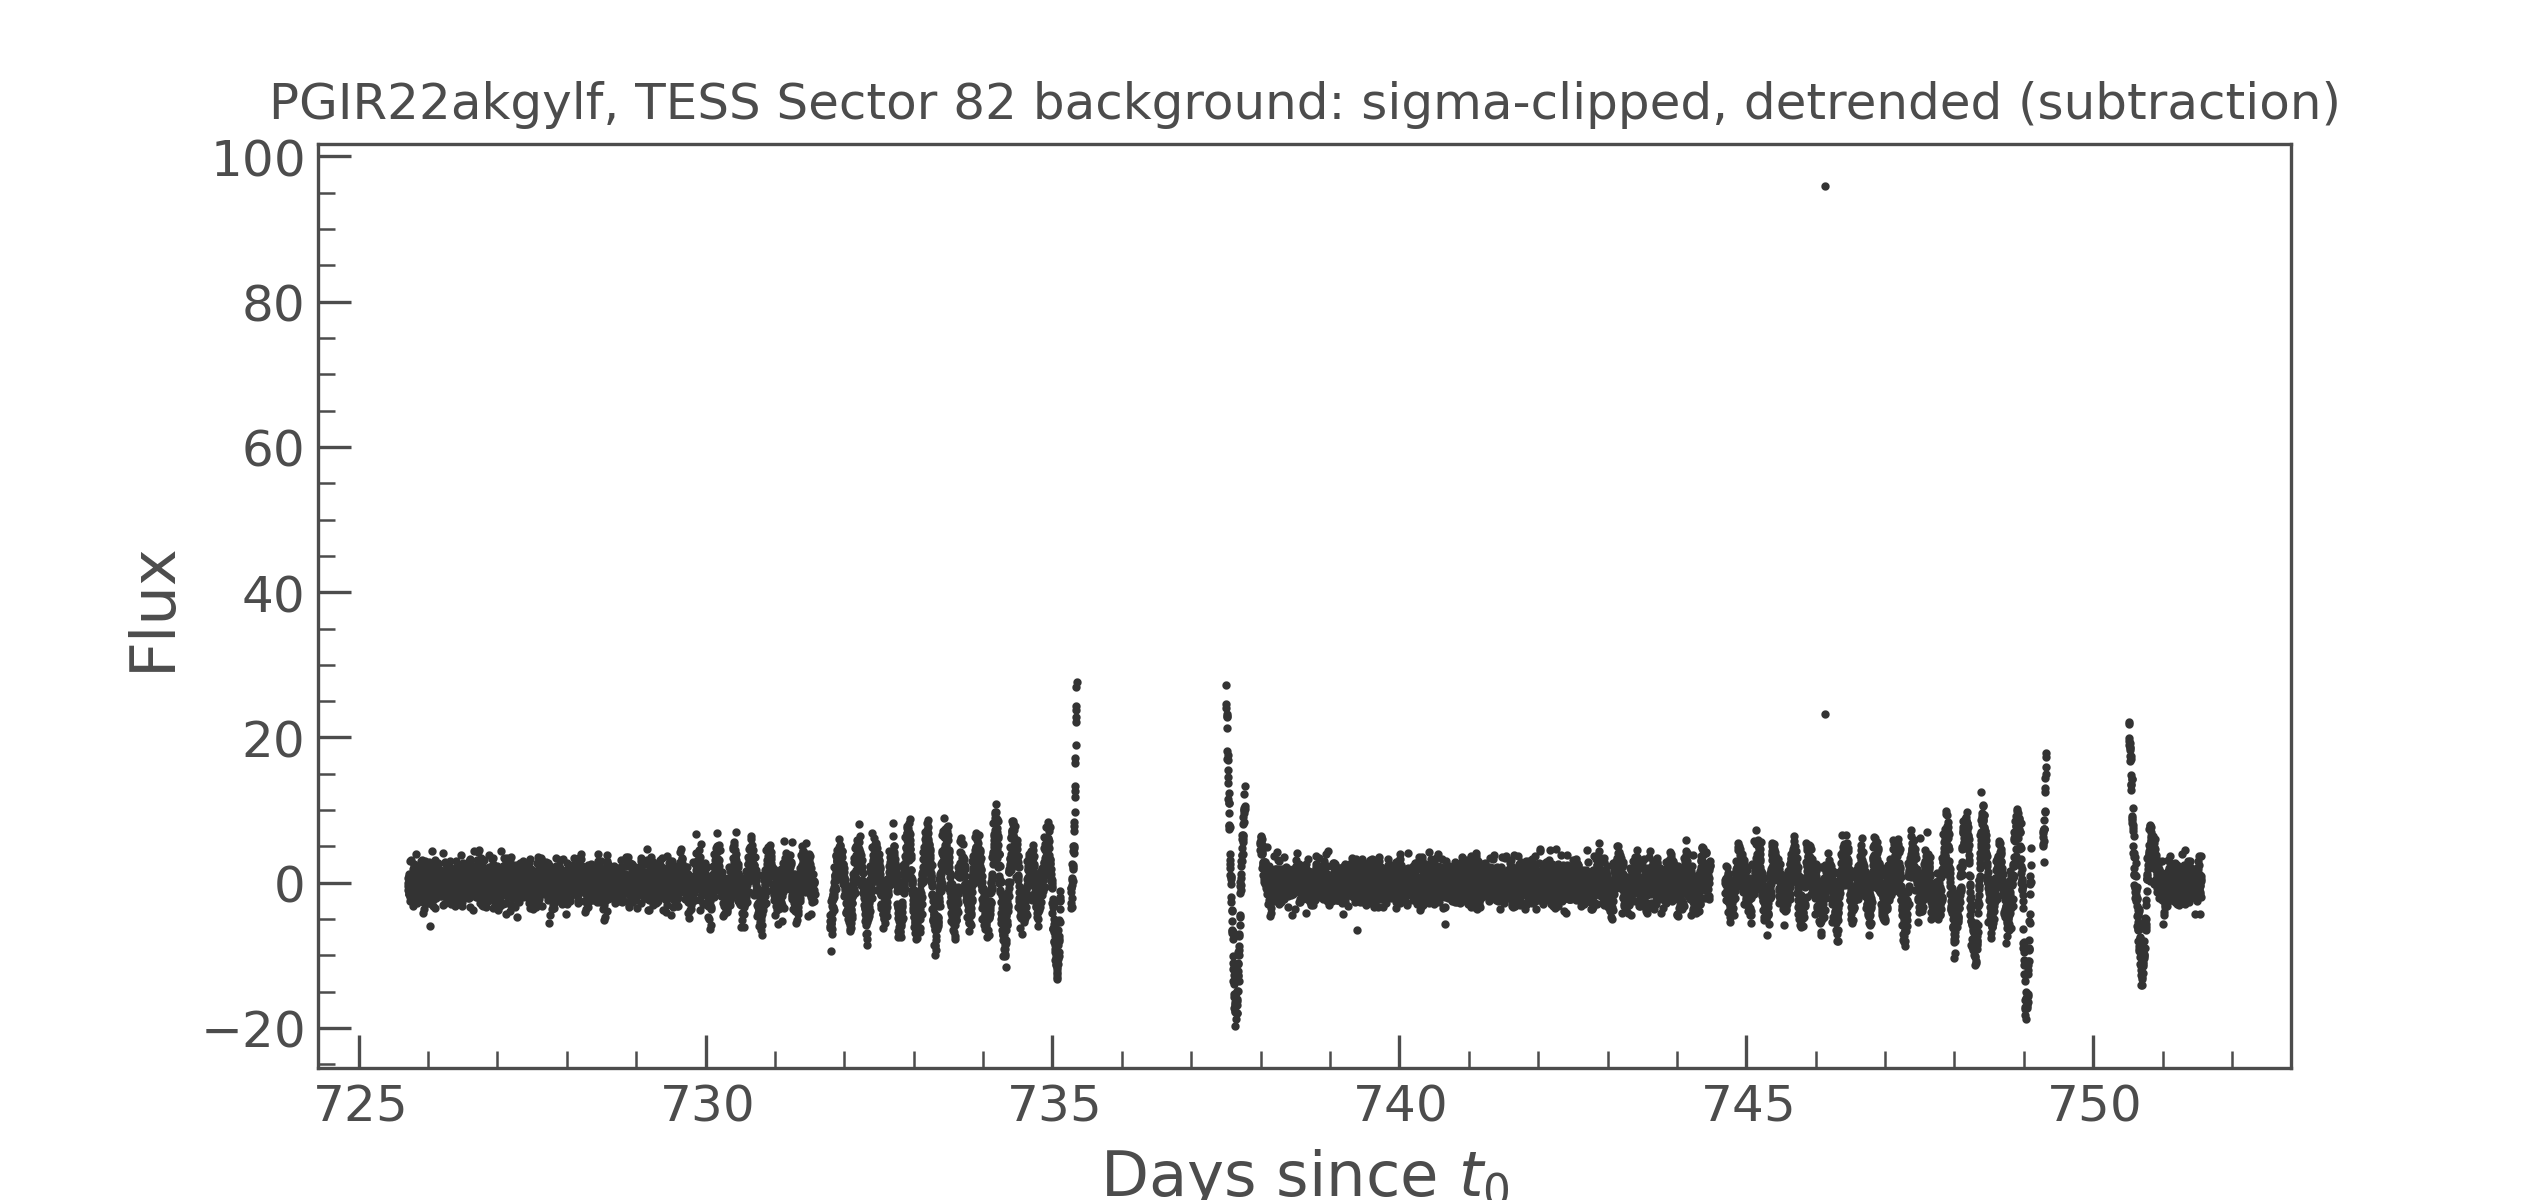 PGIR22akgylf, TESS Sector 82 background: sigma-clipped, detrended (subtraction)
100
80
60
40
20
0
−20
Flux
725 730 735 740 745 750
Days since t₀